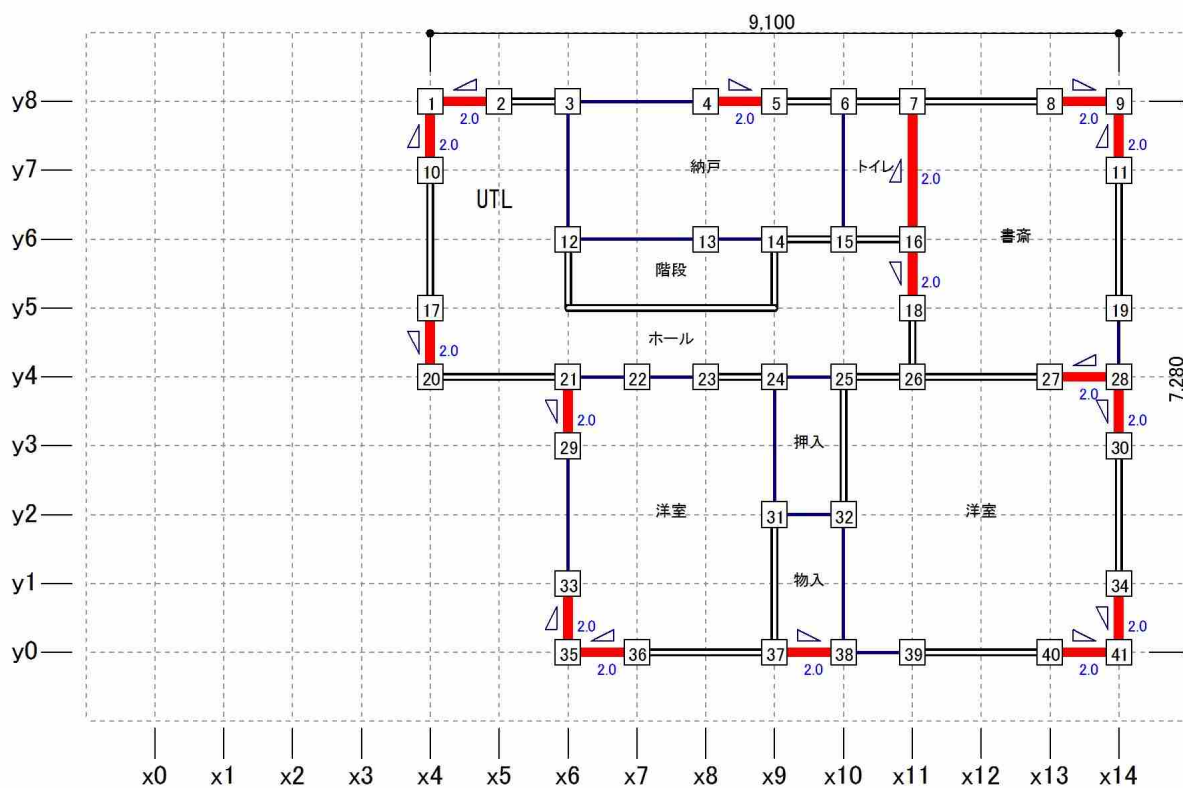 9,100
y8 1 2 3 4 5 6 7 8 9
2.0 2.0 2.0
2.0 2.0
y7 10 納戸 トイレ 2.0 11
UTL
y6 12 13 14 15 16 書斎
階段
2.0
y5 17 18 19
ホール
2.0
y4 20 21 22 23 24 25 26 27 28
7,280
2.0
2.0 2.0
y3 29 押入 30
y2 洋室 31 32 洋室
y1 33 物入 34
2.0 2.0
y0 35 36 37 38 39 40 41
2.0 2.0 2.0
x0 x1 x2 x3 x4 x5 x6 x7 x8 x9 x10 x11 x12 x13 x14